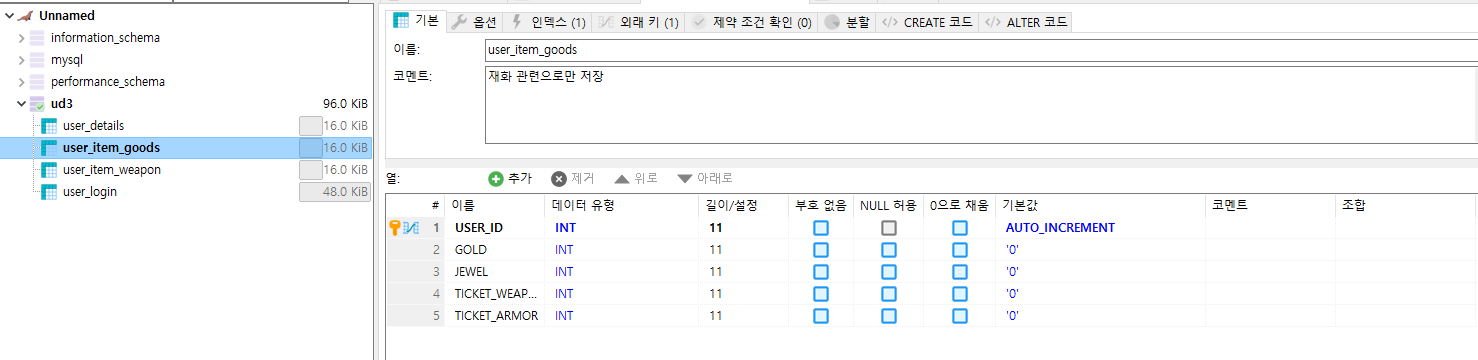 Unnamed
information_schema
mysql
performance_schema
ud3 96.0 KiB
user_details 16.0 KiB
user_item_goods 16.0 KiB
user_item_weapon 16.0 KiB
user_login 48.0 KiB
기본 옵션 인덱스 (1) 외래 키 (1) 제약 조건 확인 (0) 분할 </> CREATE 코드 </> ALTER 코드
이름: user_item_goods
코멘트: 재화 관련으로만 저장
열: 추가 제거 위로 아래로
# 이름 데이터 유형 길이/설정 부호 없음 NULL 허용 0으로 채움 기본값 코멘트 조합
1 USER_ID INT 11 AUTO_INCREMENT
2 GOLD INT 11 '0'
3 JEWEL INT 11 '0'
4 TICKET_WEAP... INT 11 '0'
5 TICKET_ARMOR INT 11 '0'